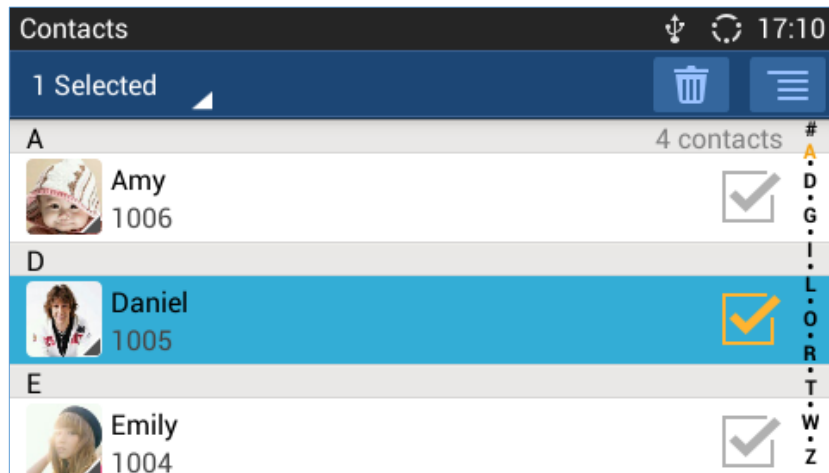 Contacts 17:10
1 Selected
A 4 contacts
Amy
1006
D
Daniel
1005
E
Emily
1004
#
A
D
G
I
L
O
R
T
W
Z